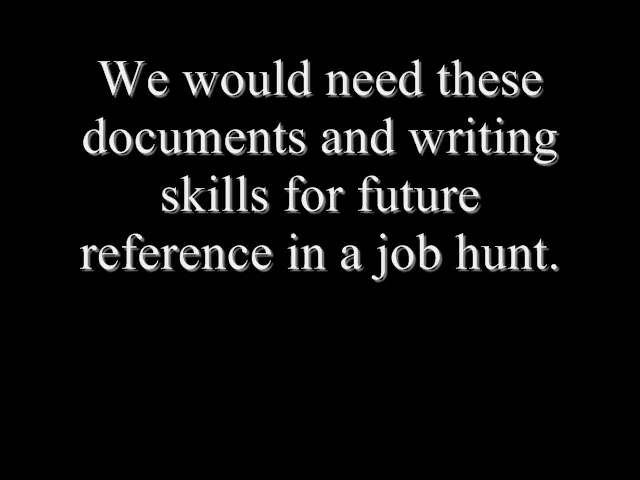 We would need these
documents and writing
skills for future
reference in a job hunt.